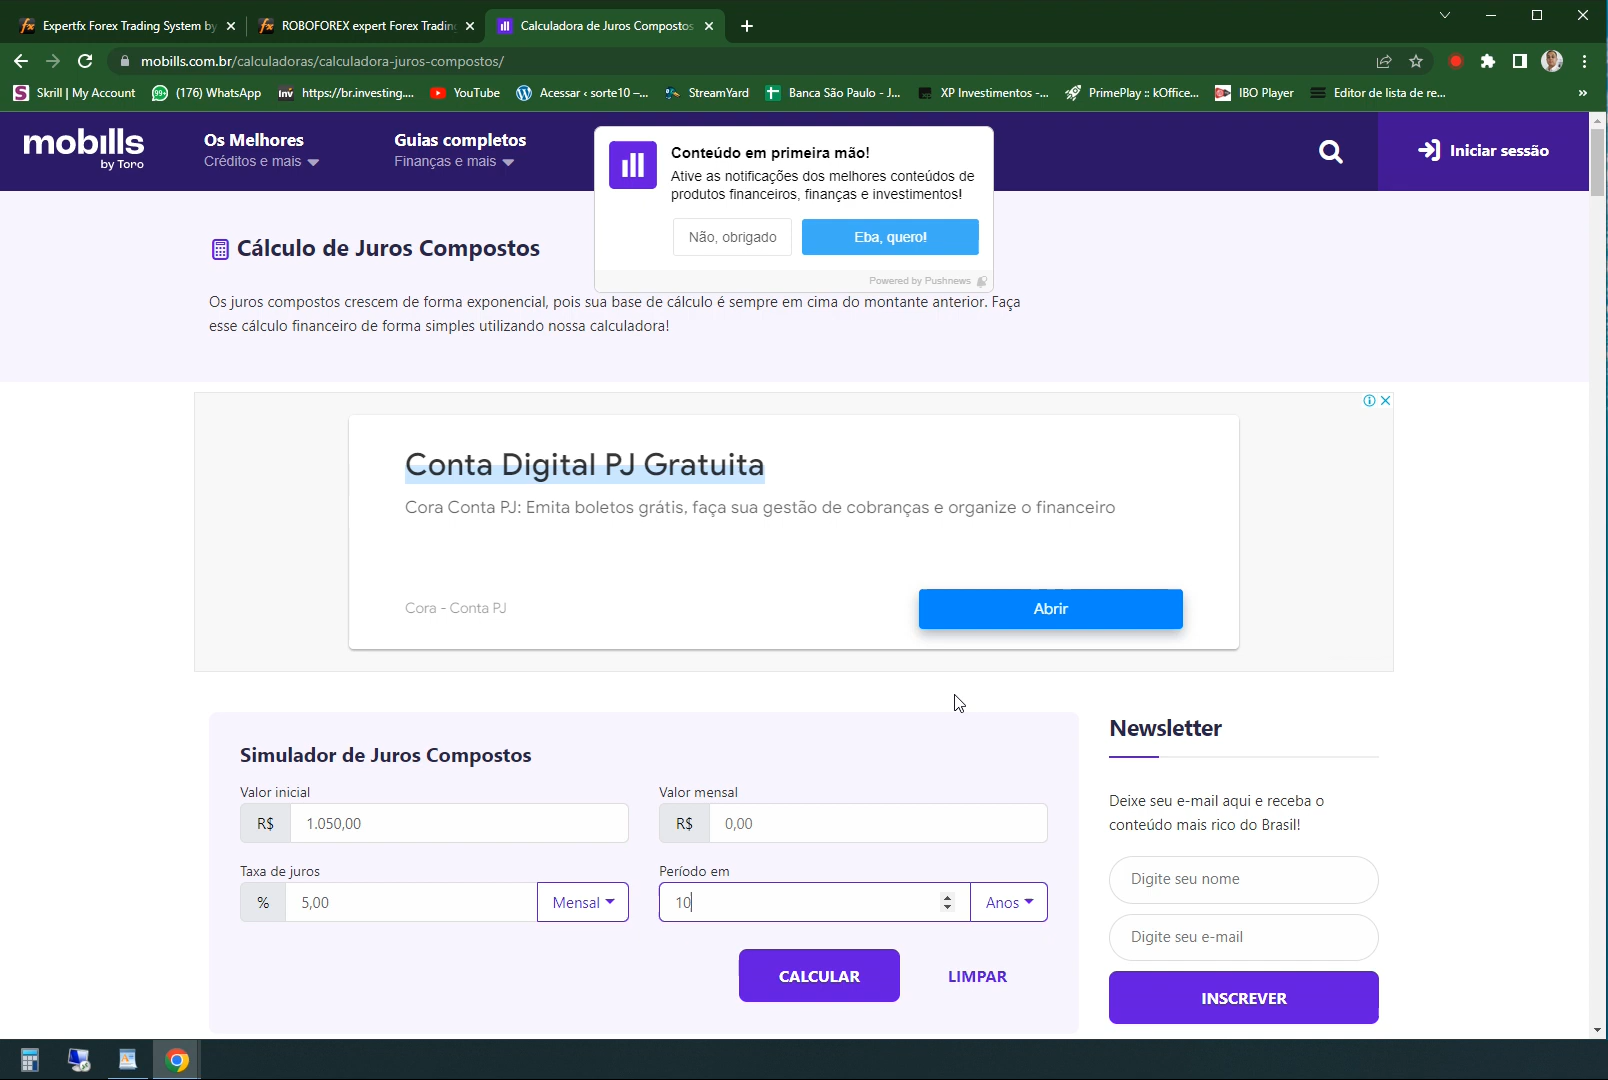 Expertfx Forex Trading System by
ROBOFOREX expert Forex Trading
Calculadora de Juros Compostos
mobills.com.br/calculadoras/calculadora-juros-compostos/
Skrill | My Account
(176) WhatsApp
https://br.investing....
YouTube
Acessar ‹ sorte10 –...
StreamYard
Banca São Paulo - J...
XP Investimentos -...
PrimePlay :: kOffice...
IBO Player
Editor de lista de re...
»
mobills
by Toro
Os Melhores
Créditos e mais
Guias completos
Finanças e mais
Iniciar sessão
Conteúdo em primeira mão!
Ative as notificações dos melhores conteúdos de
produtos financeiros, finanças e investimentos!
Não, obrigado
Eba, quero!
Powered by Pushnews
Cálculo de Juros Compostos
Os juros compostos crescem de forma exponencial, pois sua base de cálculo é sempre em cima do montante anterior. Faça
esse cálculo financeiro de forma simples utilizando nossa calculadora!
Conta Digital PJ Gratuita
Cora Conta PJ: Emita boletos grátis, faça sua gestão de cobranças e organize o financeiro
Cora - Conta PJ
Abrir
Simulador de Juros Compostos
Valor inicial
R$ 1.050,00
Valor mensal
R$ 0,00
Taxa de juros
% 5,00 Mensal
Período em
10 Anos
CALCULAR
LIMPAR
Newsletter
Deixe seu e-mail aqui e receba o
conteúdo mais rico do Brasil!
Digite seu nome
Digite seu e-mail
INSCREVER